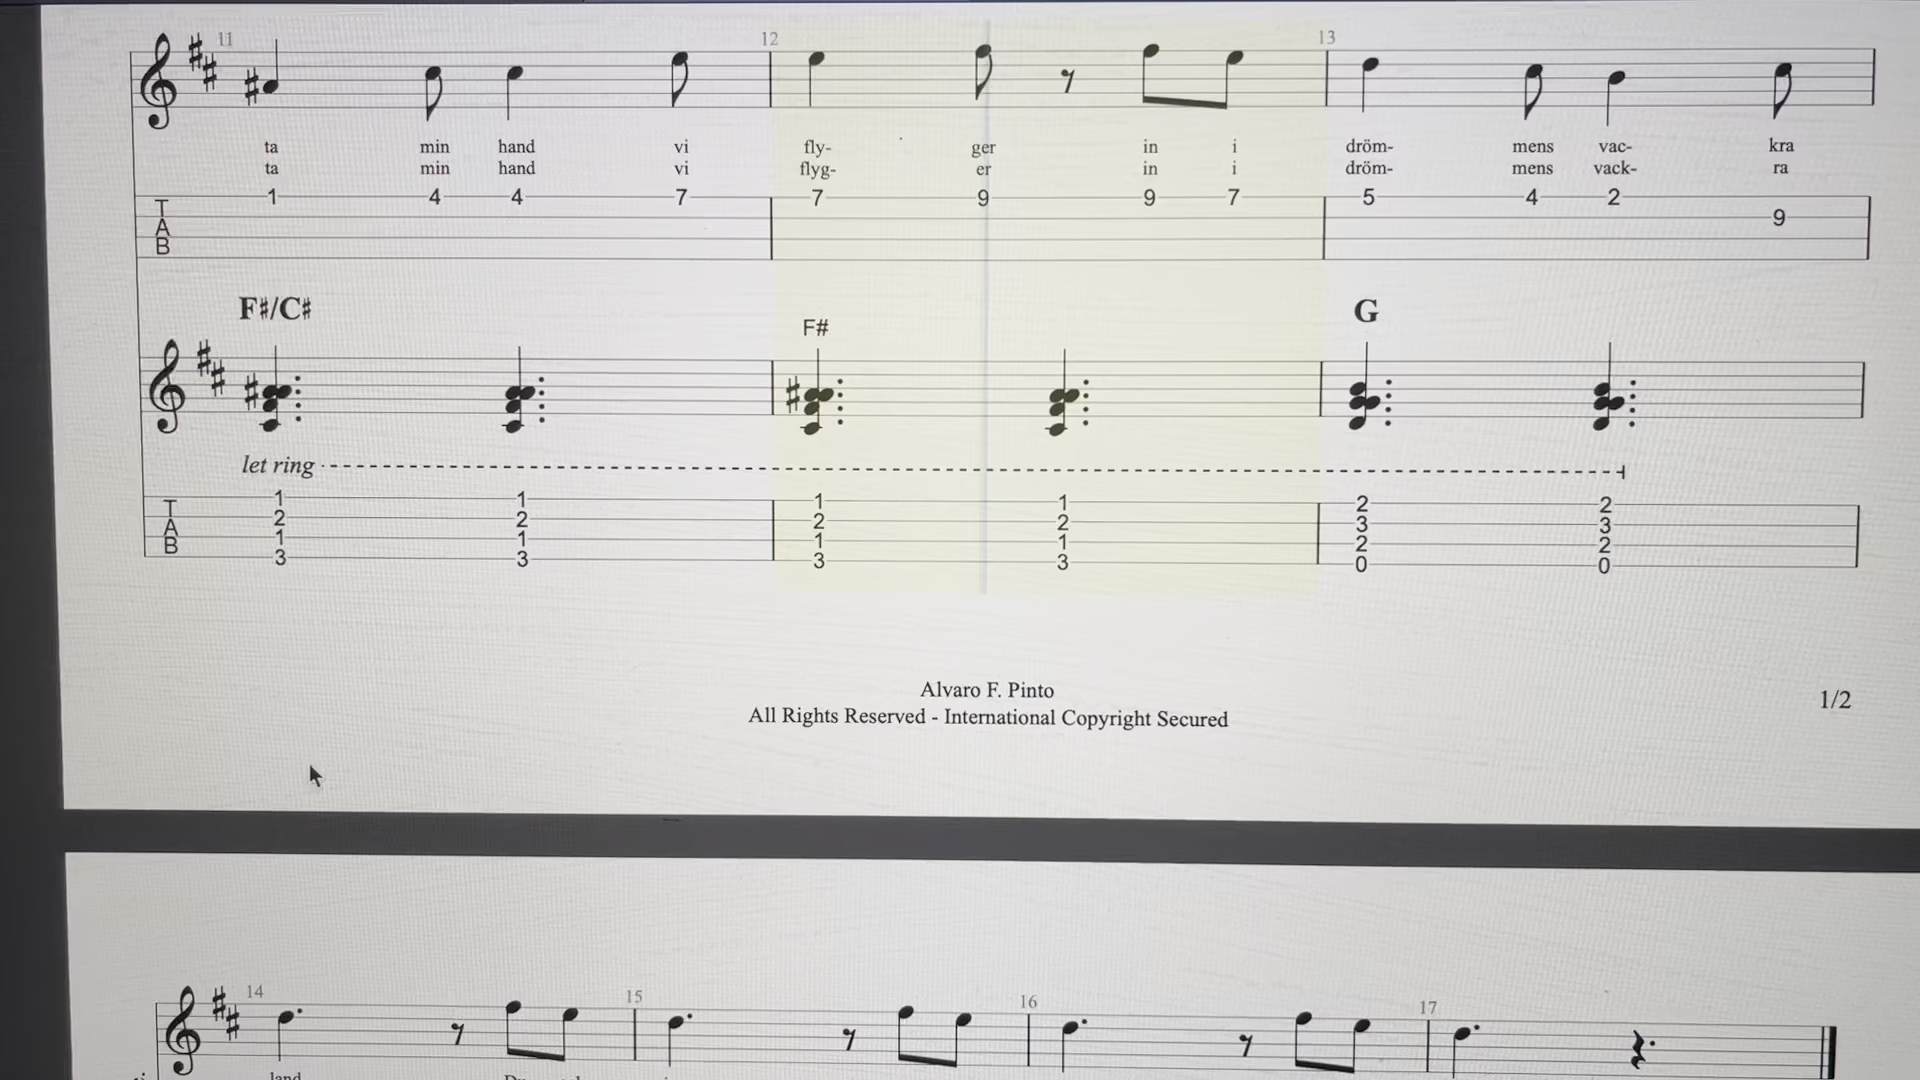 11 12 13
ta min hand vi fly- ger in i dröm- mens vac- kra
ta min hand vi flyg- er in i dröm- mens vack- ra
1 4 4 7 7 9 9 7 5 4 2
T
9
A
B
F♯/C♯ F# G
let ring
1 1 1 1 2 2
T
2 2 2 2 3 3
A
1 1 1 1 2 2
B
3 3 3 3 0 0
Alvaro F. Pinto
All Rights Reserved - International Copyright Secured
1/2
14 15 16 17
land